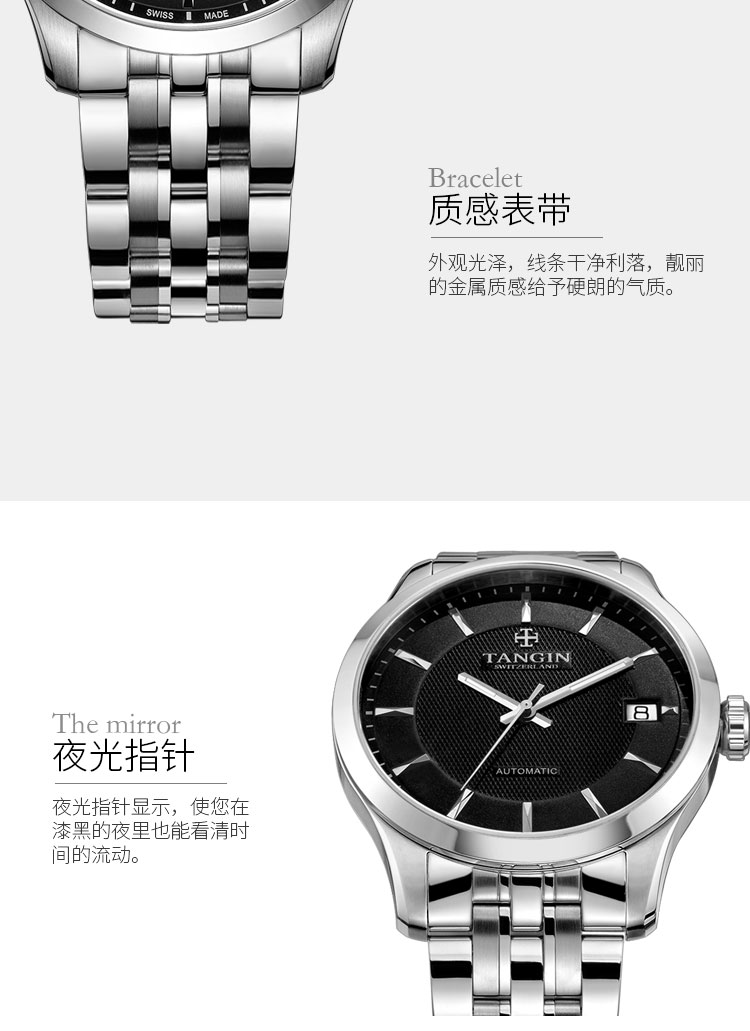 SWISS MADE
Bracelet
质感表带
外观光泽，线条干净利落，靓丽
的金属质感给予硬朗的气质。
TANGIN
SWITZERLAND
8
AUTOMATIC
The mirror
夜光指针
夜光指针显示，使您在
漆黑的夜里也能看清时
间的流动。